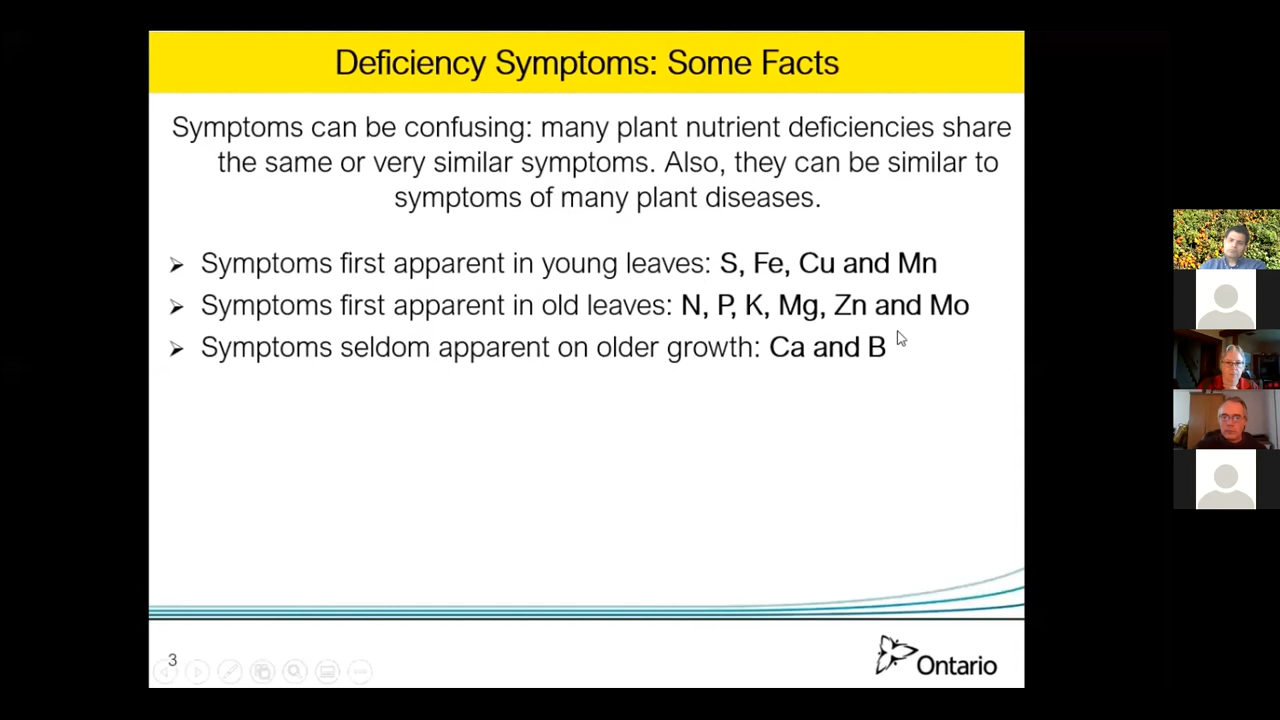 Deficiency Symptoms: Some Facts
Symptoms can be confusing: many plant nutrient deficiencies share
the same or very similar symptoms. Also, they can be similar to
symptoms of many plant diseases.
➢ Symptoms first apparent in young leaves: S, Fe, Cu and Mn
➢ Symptoms first apparent in old leaves: N, P, K, Mg, Zn and Mo
➢ Symptoms seldom apparent on older growth: Ca and B
3
Ontario